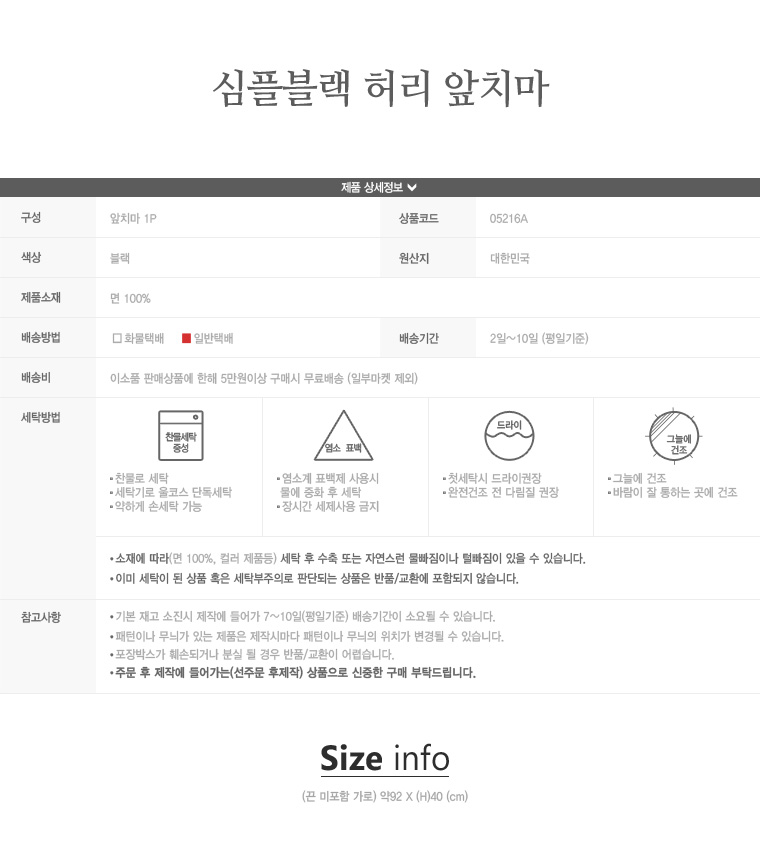 심플블랙 허리 앞치마
제품 상세정보
구성 앞치마 1P 상품코드 05216A
색상 블랙 원산지 대한민국
제품소재 면 100%
배송방법 □ 화물택배 ■ 일반택배 배송기간 2일~10일 (평일기준)
배송비 이소품 판매상품에 한해 5만원이상 구매시 무료배송 (일부마켓 제외)
세탁방법
찬물세탁
중성
•찬물로 세탁
•세탁기로 울코스 단독세탁
•약하게 손세탁 가능
염소 표백
•염소계 표백제 사용시
물에 중화 후 세탁
•장시간 세제사용 금지
드라이
•첫세탁시 드라이권장
•완전건조 전 다림질 권장
그늘에
건조
•그늘에 건조
•바람이 잘 통하는 곳에 건조
•소재에 따라(면 100%, 컬러 제품등) 세탁 후 수축 또는 자연스런 물빠짐이나 털빠짐이 있을 수 있습니다.
•이미 세탁이 된 상품 혹은 세탁부주의로 판단되는 상품은 반품/교환에 포함되지 않습니다.
참고사항
•기본 재고 소진시 제작에 들어가 7~10일(평일기준) 배송기간이 소요될 수 있습니다.
•패턴이나 무늬가 있는 제품은 제작시마다 패턴이나 무늬의 위치가 변경될 수 있습니다.
•포장박스가 훼손되거나 분실 될 경우 반품/교환이 어렵습니다.
•주문 후 제작에 들어가는(선주문 후제작) 상품으로 신중한 구매 부탁드립니다.
Size info
(끈 미포함 가로) 약92 X (H)40 (cm)